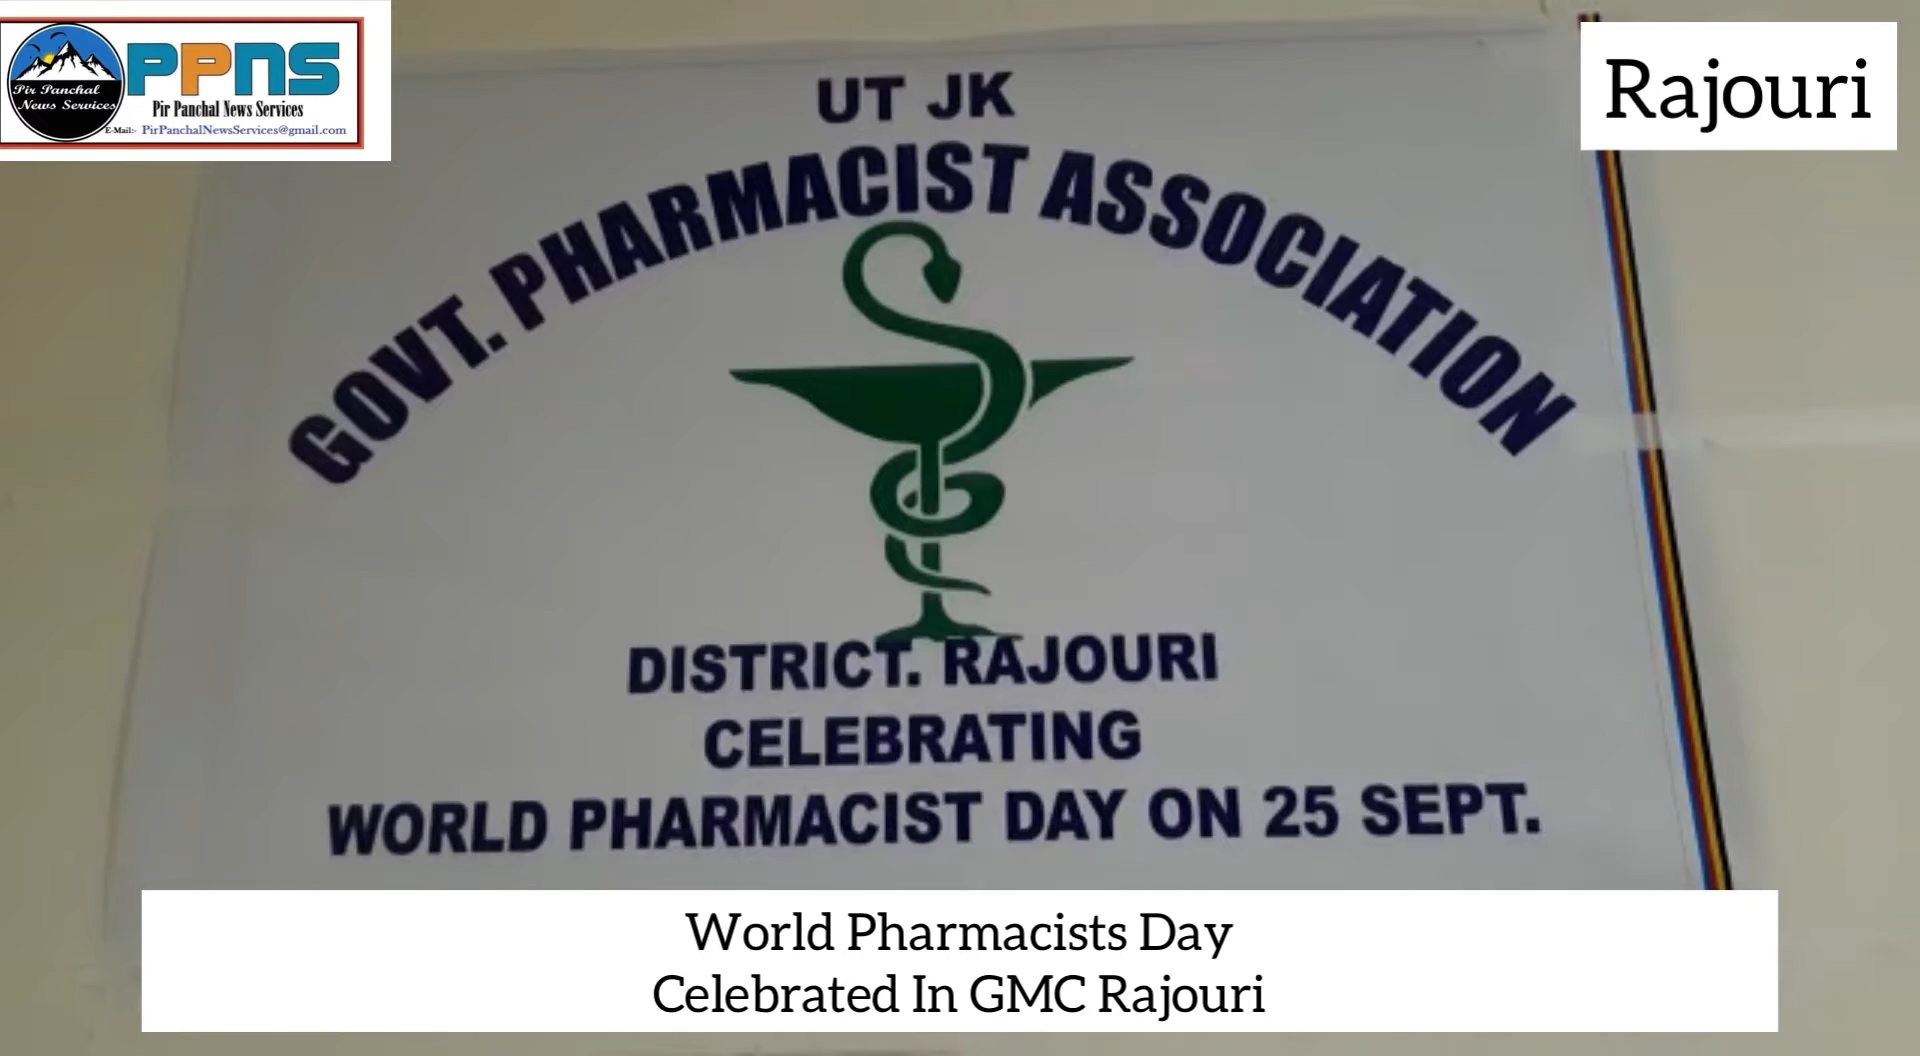 PPNS
Pir Panchal
News Services
Pir Panchal News Services
E-Mail:- PirPanchalNewsServices@gmail.com
Rajouri
UT JK
GOVT. PHARMACIST ASSOCIATION
DISTRICT. RAJOURI
CELEBRATING
WORLD PHARMACIST DAY ON 25 SEPT.
World Pharmacists Day
Celebrated In GMC Rajouri